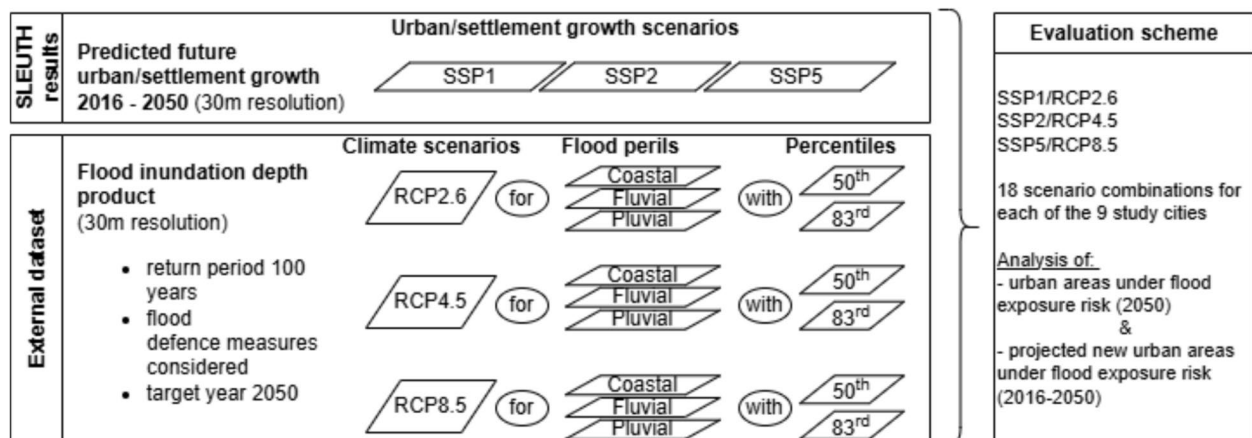 SLEUTH
results
Predicted future
urban/settlement growth
2016 - 2050 (30m resolution)
Urban/settlement growth scenarios
SSP1
SSP2
SSP5
External dataset
Flood inundation depth
product
(30m resolution)
• return period 100
years
• flood
defence measures
considered
• target year 2050
Climate scenarios
Flood perils
Percentiles
RCP2.6
for
Coastal
Fluvial
Pluvial
with
50th
83rd
RCP4.5
for
Coastal
Fluvial
Pluvial
with
50th
83rd
RCP8.5
for
Coastal
Fluvial
Pluvial
with
50th
83rd
Evaluation scheme
SSP1/RCP2.6
SSP2/RCP4.5
SSP5/RCP8.5
18 scenario combinations for
each of the 9 study cities
Analysis of:
- urban areas under flood
exposure risk (2050)
&
- projected new urban areas
under flood exposure risk
(2016-2050)